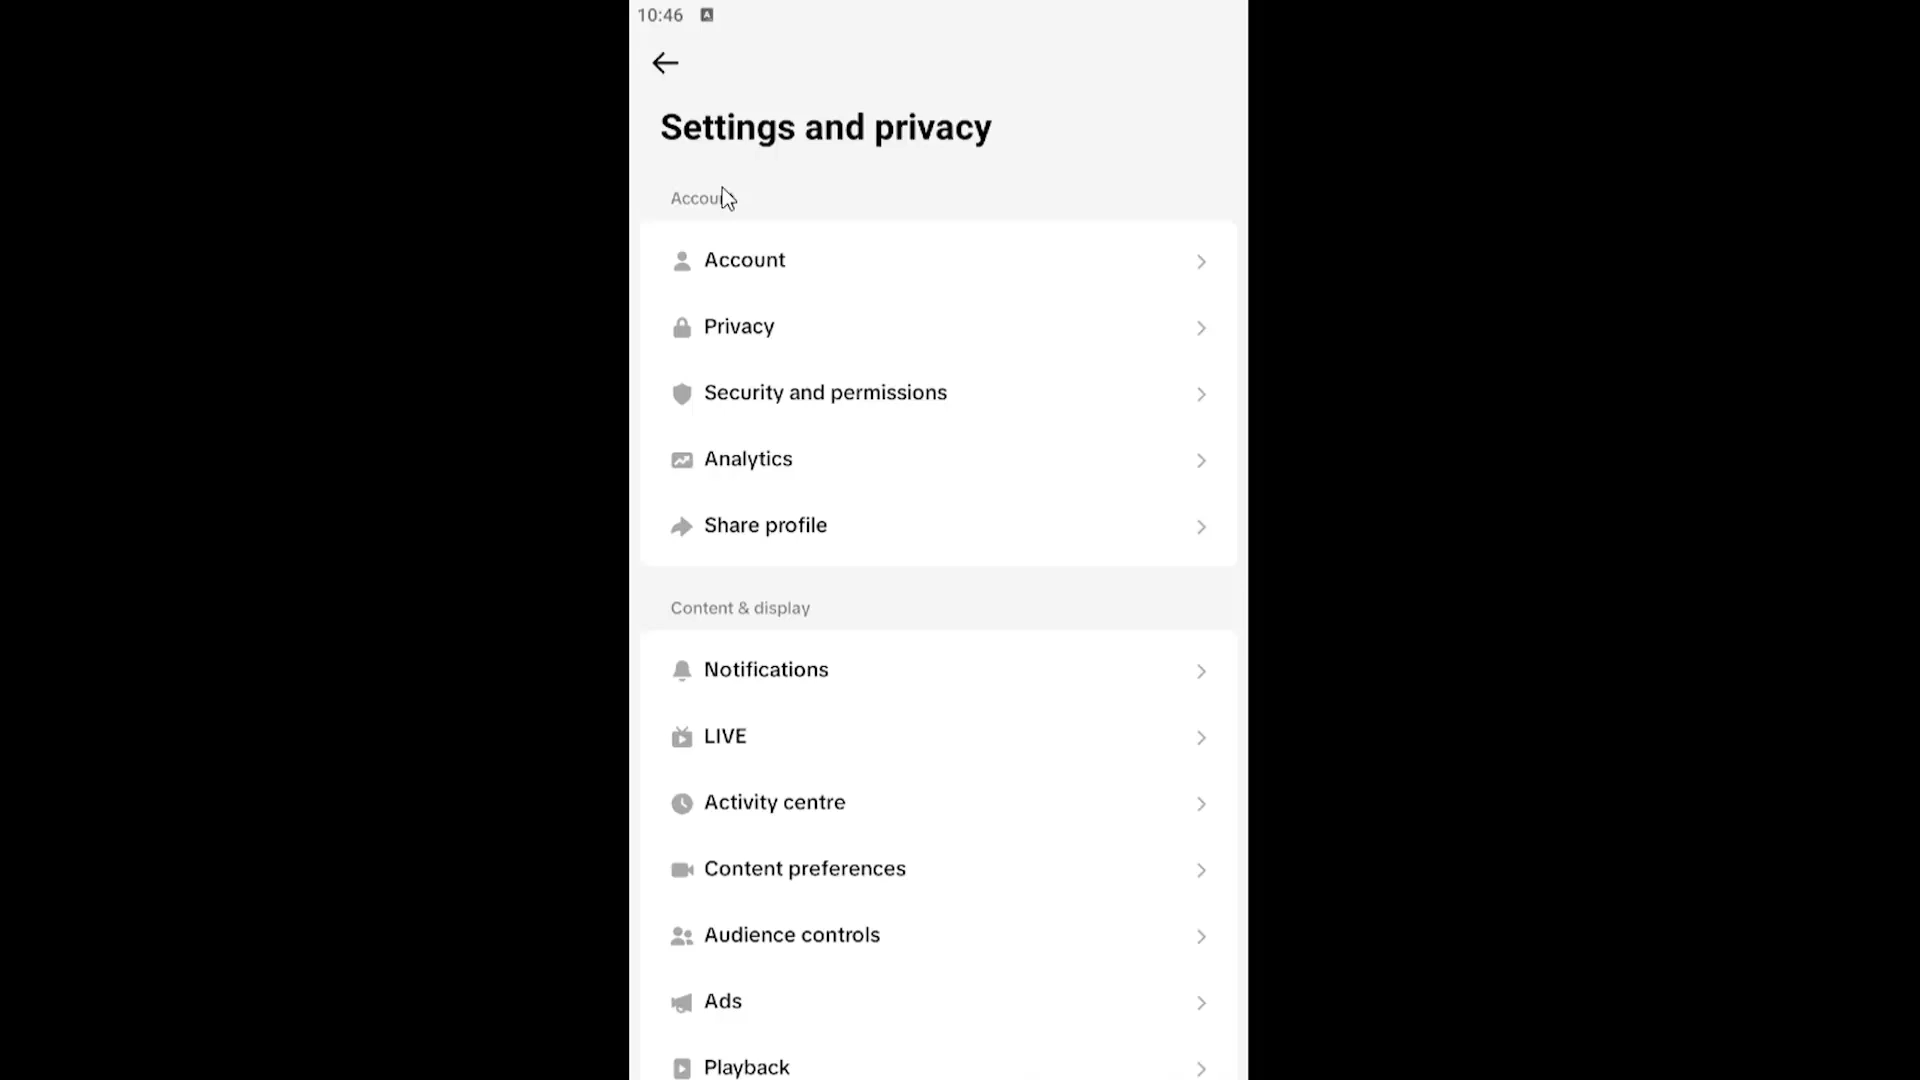 10:46 A
Settings and privacy
Accou
Account
Privacy
Security and permissions
Analytics
Share profile
Content & display
Notifications
LIVE
Activity centre
Content preferences
Audience controls
Ads
Playback